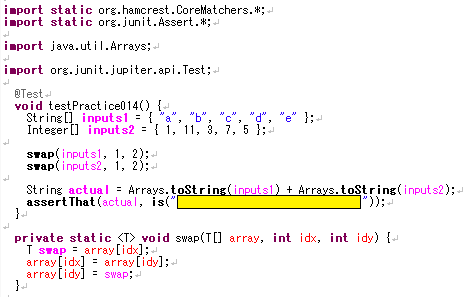 import static org.hamcrest.CoreMatchers.*;
import static org.junit.Assert.*;
import java.util.Arrays;
import org.junit.jupiter.api.Test;
@Test
void testPractice014() {
String[] inputs1 = { "a", "b", "c", "d", "e" };
Integer[] inputs2 = { 1, 11, 3, 7, 5 };
swap(inputs1, 1, 2);
swap(inputs2, 1, 2);
String actual = Arrays.toString(inputs1) + Arrays.toString(inputs2);
assertThat(actual, is(" "));
}
private static <T> void swap(T[] array, int idx, int idy) {
T swap = array[idx];
array[idx] = array[idy];
array[idy] = swap;
}